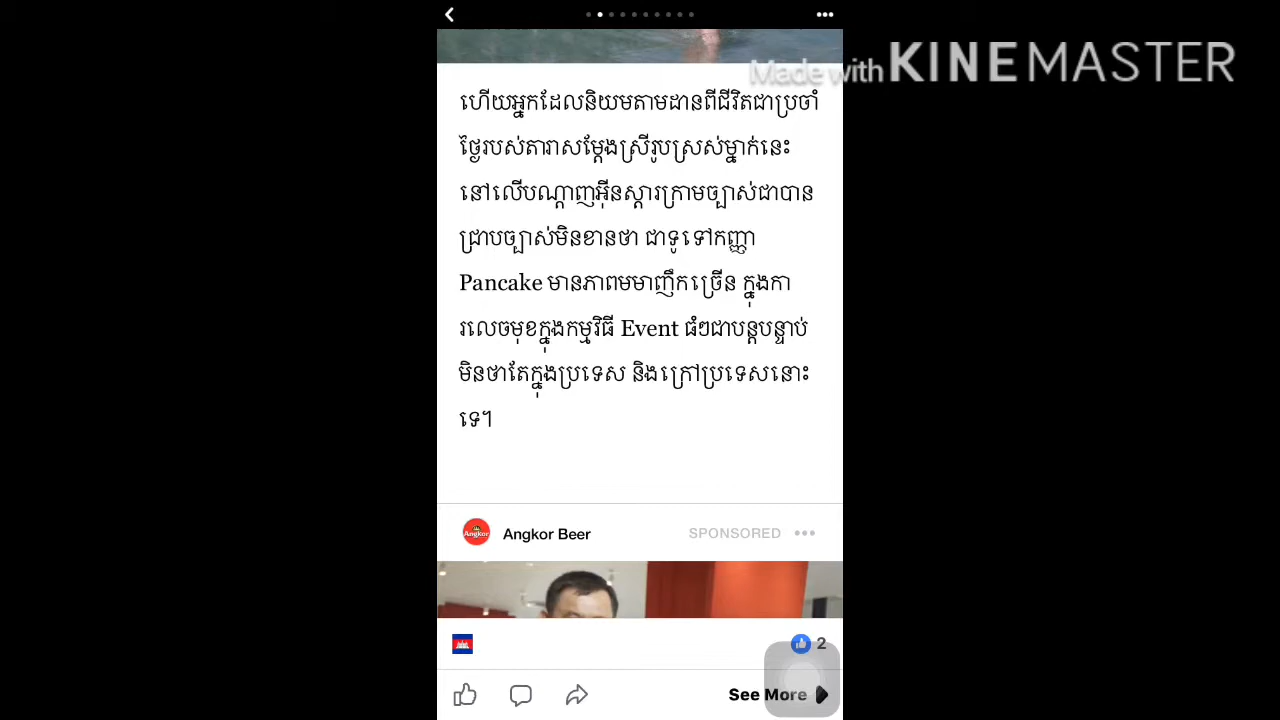 Made with KINEMASTER
ហើយអ្នកដែលនិយមតាមដានពីជីវិតជាប្រចាំ
ថ្ងៃរបស់តារាសម្ដែងស្រីរូបស្រស់ម្នាក់នេះ
នៅលើបណ្ដាញអ៊ីនស្ដារក្រាមច្បាស់ជាបាន
ជ្រាបច្បាស់មិនខានថា ជាទូទៅកញ្ញា
Pancake មានភាពមមាញឹកច្រើន ក្នុងកា
រលេចមុខក្នុងកម្មវិធី Event ធំៗជាបន្តបន្ទាប់
មិនថាតែក្នុងប្រទេស និងក្រៅប្រទេសនោះ
ទេ។
Angkor
Angkor Beer SPONSORED
2
See More